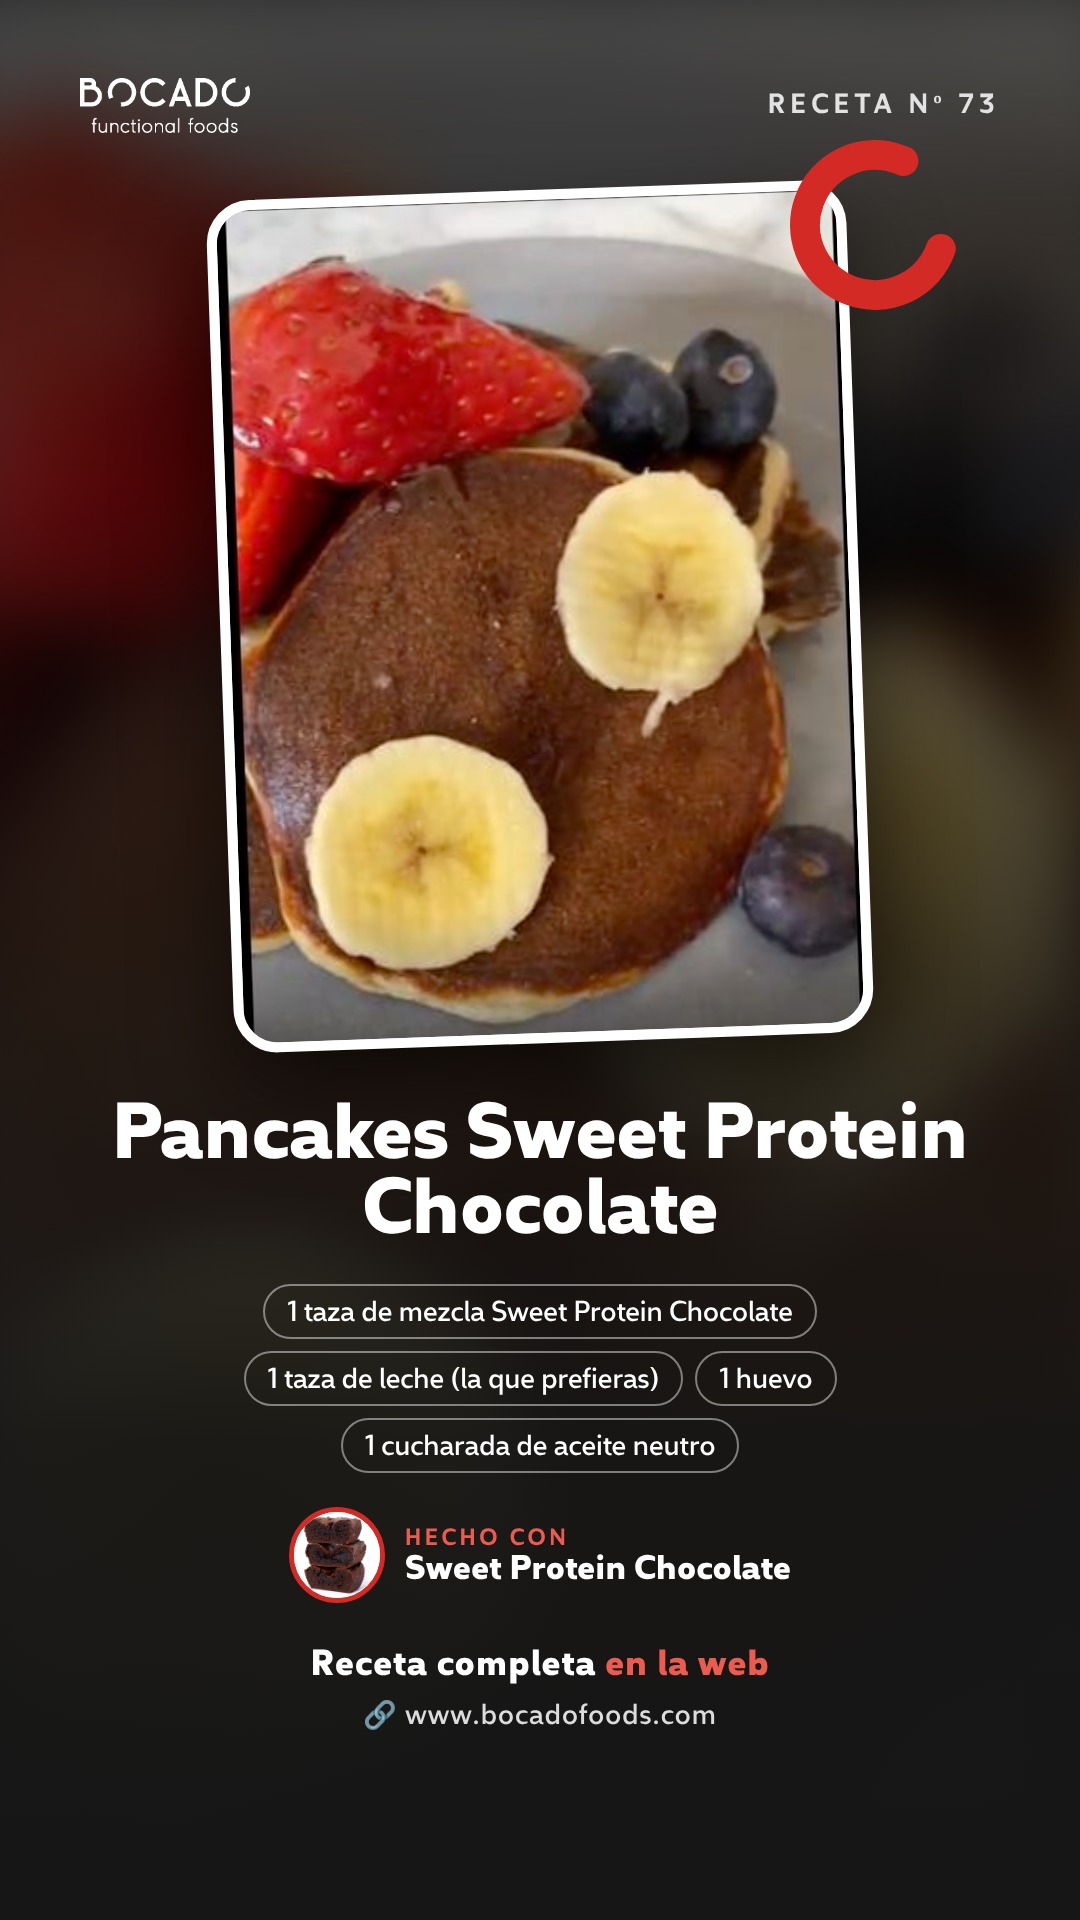 BOCADO
functional foods
RECETA Nº 73
Pancakes Sweet Protein
Chocolate
1 taza de mezcla Sweet Protein Chocolate
1 taza de leche (la que prefieras)
1 huevo
1 cucharada de aceite neutro
HECHO CON
Sweet Protein Chocolate
Receta completa en la web
🔗 www.bocadofoods.com